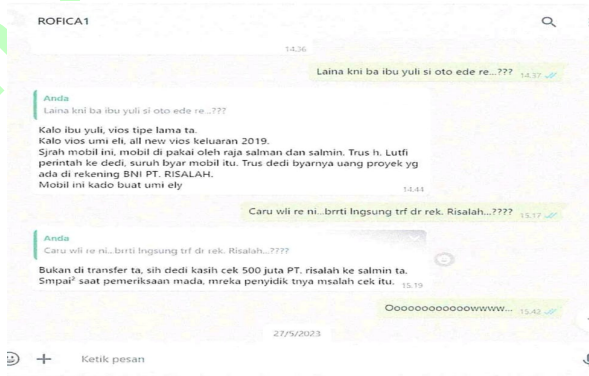 ROFICA1
14.36
Laina kni ba ibu yuli si oto ede re...??? 14.37
Anda
Laina kni ba ibu yuli si oto ede re...???
Kalo ibu yuli, vios tipe lama ta.
Kalo vios umi eli, all new vios keluaran 2019.
Sjrah mobil ini, mobil di pakai oleh raja salman dan salmin. Trus h. Lutfi
perintah ke dedi, suruh byar mobil itu. Trus dedi byarnya uang proyek yg
ada di rekening BNI PT. RISALAH.
Mobil ini kado buat umi ely
14.44
Caru wli re ni...brrti lngsung trf dr rek. Risalah...???? 15.17
Anda
Caru wli re ni...brrti lngsung trf dr rek. Risalah...????
Bukan di transfer ta, sih dedi kasih cek 500 juta PT. risalah ke salmin ta.
Smpai² saat pemeriksaan mada, mreka penyidik tnya msalah cek itu. 15.19
Ooooooooooowwww... 15.42
27/5/2023
Ketik pesan